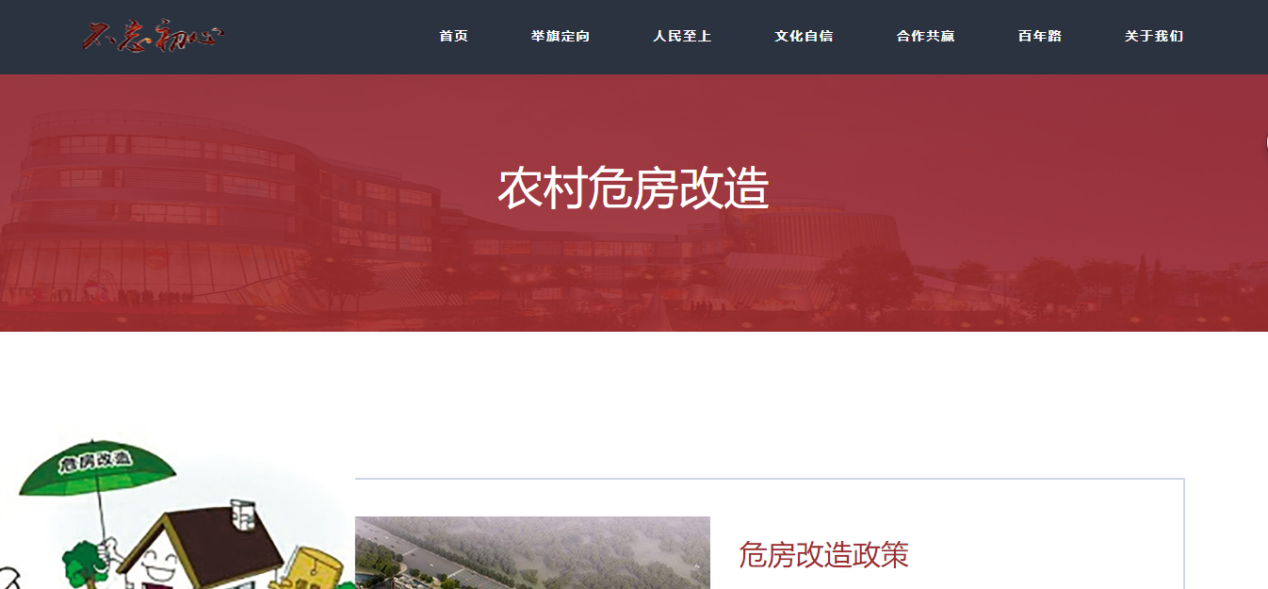 不忘初心
首页 举旗定向 人民至上 文化自信 合作共赢 百年路 关于我们
农村危房改造
危房改造
危房改造政策